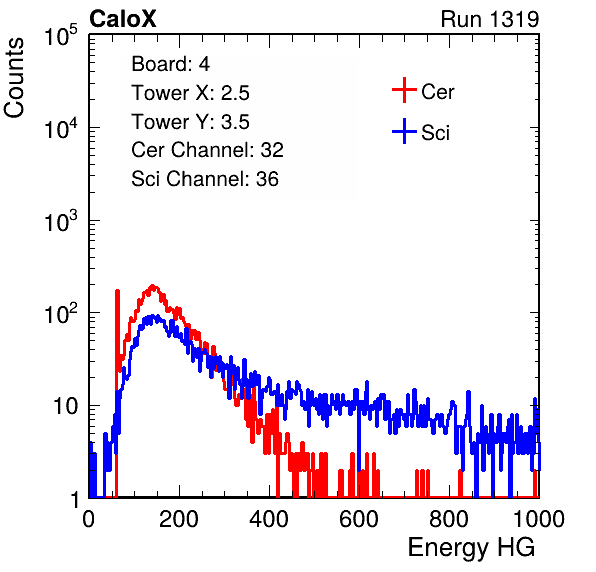 CaloX Run 1319
Counts
10^5
10^4
10^3
10^2
10
1
Board: 4
Tower X: 2.5
Tower Y: 3.5
Cer Channel: 32
Sci Channel: 36
Cer
Sci
0 200 400 600 800 1000
Energy HG